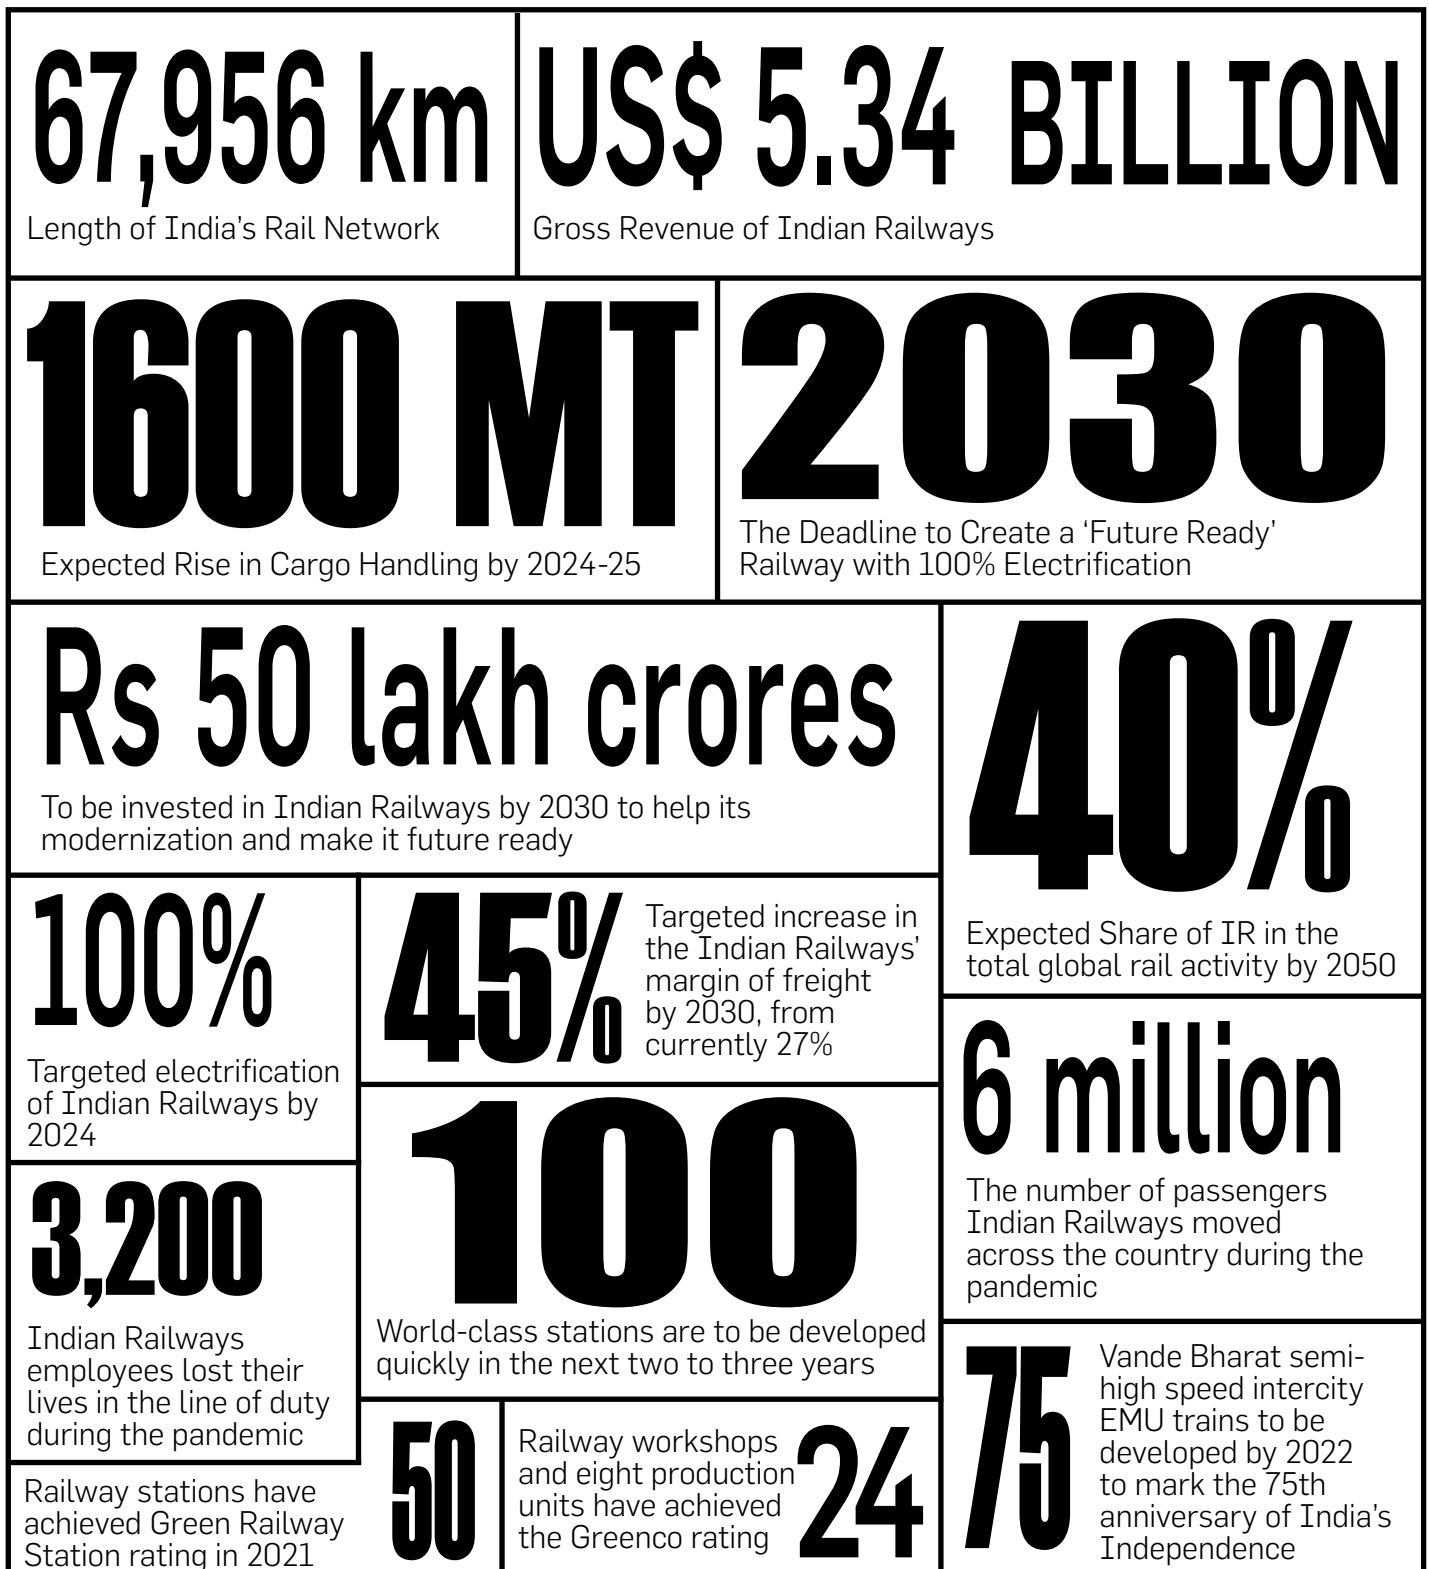 67,956 km
Length of India's Rail Network
US$ 5.34 BILLION
Gross Revenue of Indian Railways
1600 MT
Expected Rise in Cargo Handling by 2024-25
2030
The Deadline to Create a ‘Future Ready’
Railway with 100% Electrification
Rs 50 lakh crores
To be invested in Indian Railways by 2030 to help its
modernization and make it future ready
40%
Expected Share of IR in the
total global rail activity by 2050
100%
Targeted electrification
of Indian Railways by
2024
45%
Targeted increase in
the Indian Railways’
margin of freight
by 2030, from
currently 27%
6 million
The number of passengers
Indian Railways moved
across the country during the
pandemic
3,200
Indian Railways
employees lost their
lives in the line of duty
during the pandemic
100
World-class stations are to be developed
quickly in the next two to three years
75
Vande Bharat semi-
high speed intercity
EMU trains to be
developed by 2022
to mark the 75th
anniversary of India’s
Independence
Railway stations have
achieved Green Railway
Station rating in 2021
50
Railway workshops
and eight production
units have achieved
the Greenco rating
24